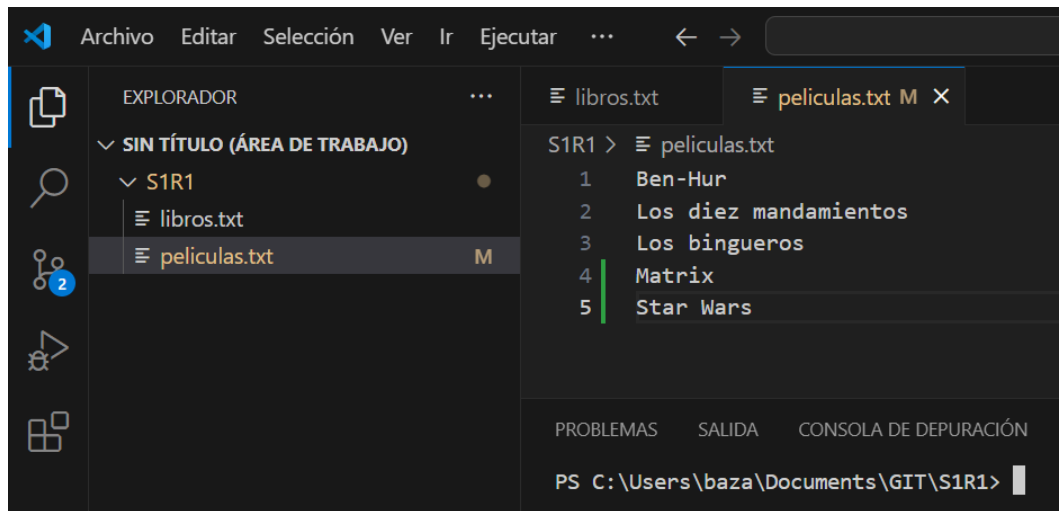 Archivo Editar Selección Ver Ir Ejecutar ···
EXPLORADOR ···
SIN TÍTULO (ÁREA DE TRABAJO)
S1R1
libros.txt
peliculas.txt M
2
libros.txt peliculas.txt M
S1R1 > peliculas.txt
1 Ben-Hur
2 Los diez mandamientos
3 Los bingueros
4 Matrix
5 Star Wars
PROBLEMAS SALIDA CONSOLA DE DEPURACIÓN
PS C:\Users\baza\Documents\GIT\S1R1>